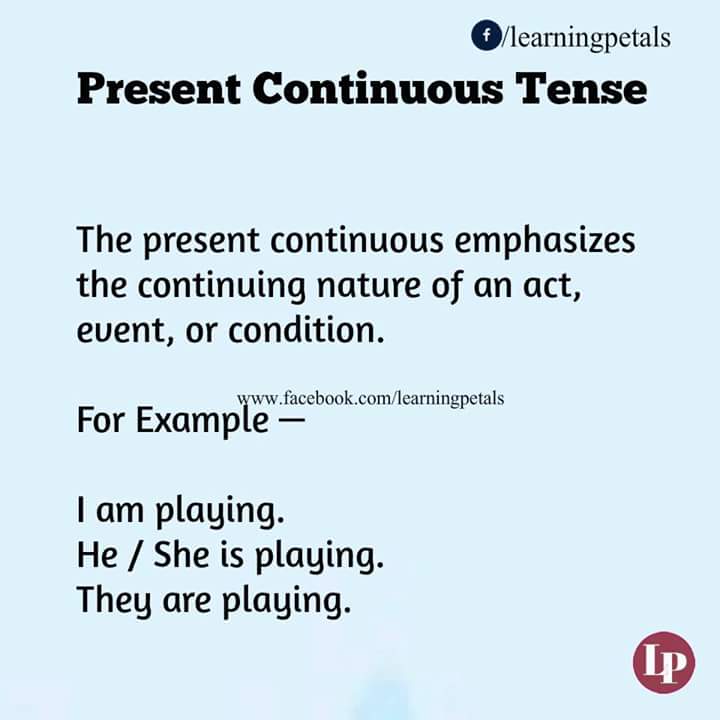 f/learningpetals
Present Continuous Tense
The present continuous emphasizes
the continuing nature of an act,
event, or condition.
www.facebook.com/learningpetals
For Example —
I am playing.
He / She is playing.
They are playing.
LP